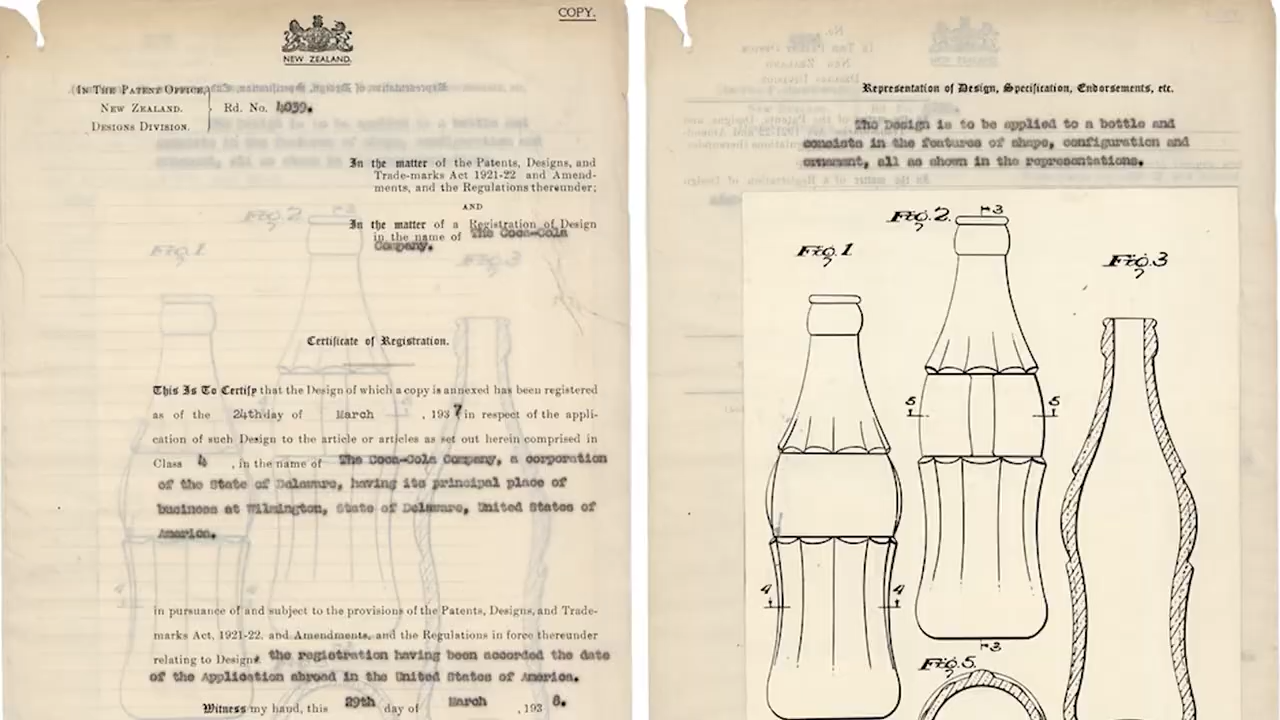 COPY.
NEW ZEALAND.
IN THE PATENT OFFICE,
NEW ZEALAND.
DESIGNS DIVISION.
Rd. No. 4039.
In the matter of the Patents, Designs, and
Trade-marks Act 1921-22 and Amend-
ments, and the Regulations thereunder;
AND
In the matter of a Registration of Design
in the name of The Coca-Cola
Company.
Certificate of Registration.
This Is To Certify that the Design of which a copy is annexed has been registered
as of the 24th day of March , 1937 in respect of the appli-
cation of such Design to the article or articles as set out herein comprised in
Class 4 , in the name of The Coca-Cola Company, a corporation
of the State of Delaware, having its principal place of
business at Wilmington, State of Delaware, United States of
America.
in pursuance of and subject to the provisions of the Patents, Designs, and Trade-
marks Act, 1921-22, and Amendments, and the Regulations in force thereunder
relating to Designs, the registration having been accorded the date
of the Application abroad in the United States of America.
Witness my hand, this 29th day of March , 1938.
Representation of Design, Specification, Endorsements, etc.
The Design is to be applied to a bottle and
consists in the features of shape, configuration and
ornament, all as shown in the representations.
Fig. 1
Fig. 2.
3
Fig. 3
5
5
4
4
3
Fig. 5.